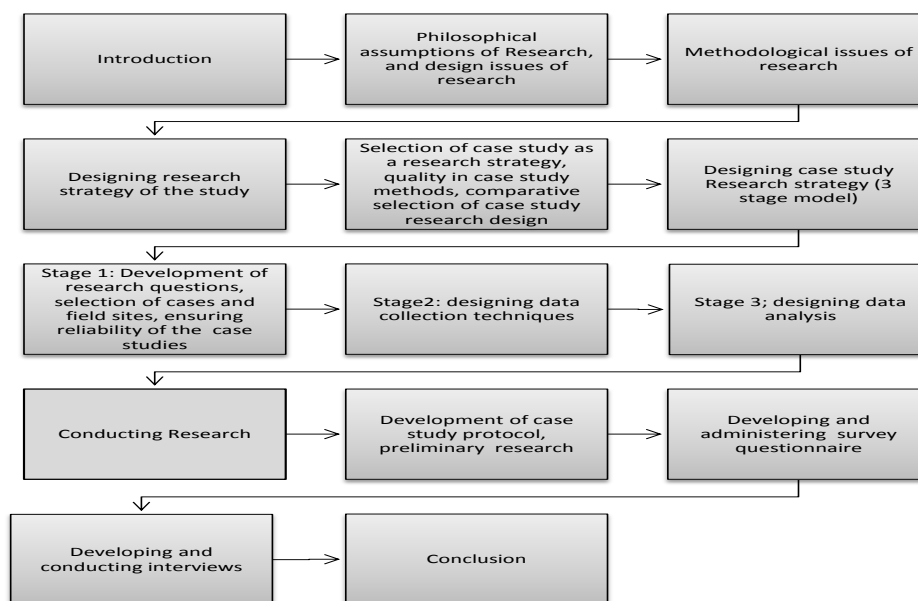 Introduction
Philosophical
assumptions of Research,
and design issues of
research
Methodological issues of
research
Designing research
strategy of the study
Selection of case study as
a research strategy,
quality in case study
methods, comparative
selection of case study
research design
Designing case study
Research strategy (3
stage model)
Stage 1: Development of
research questions,
selection of cases and
field sites, ensuring
reliability of the case
studies
Stage2: designing data
collection techniques
Stage 3; designing data
analysis
Conducting Research
Development of case
study protocol,
preliminary research
Developing and
administering survey
questionnaire
Developing and
conducting interviews
Conclusion